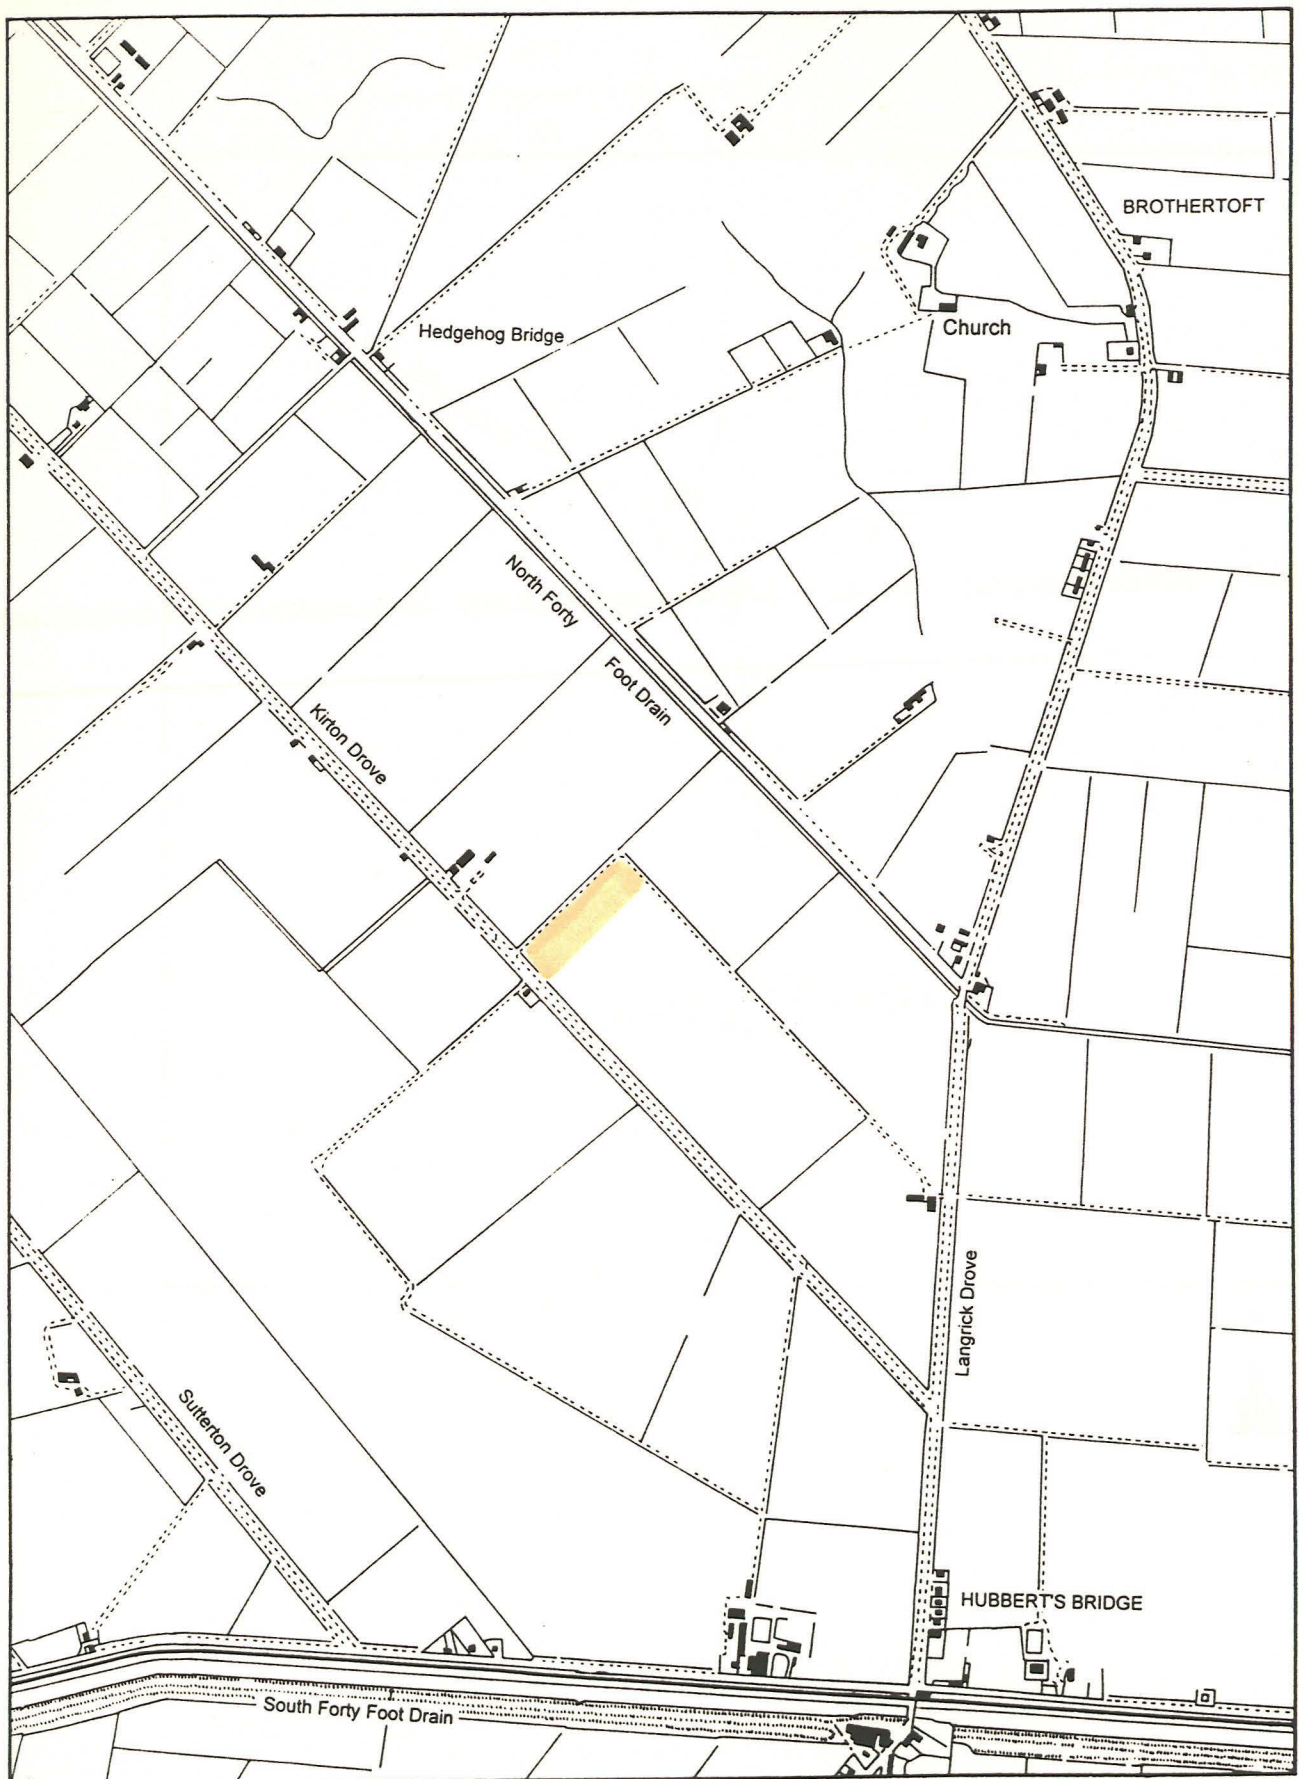 BROTHERTOFT
Church
Hedgehog Bridge
North Forty
Foot Drain
Kirton Drove
Langrick Drove
Sutterton Drove
HUBBERT'S BRIDGE
South Forty Foot Drain